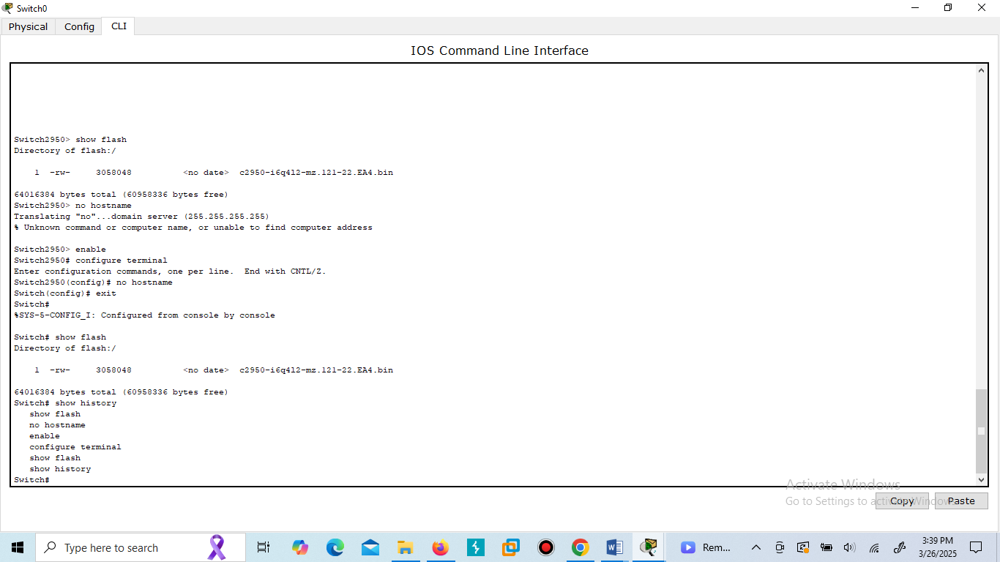 Switch0
Physical Config CLI
IOS Command Line Interface
Switch2950> show flash
Directory of flash:/
1 -rw- 3058048 <no date> c2950-i6q4l2-mz.121-22.EA4.bin
64016384 bytes total (60958336 bytes free)
Switch2950> no hostname
Translating "no"...domain server (255.255.255.255)
% Unknown command or computer name, or unable to find computer address
Switch2950> enable
Switch2950# configure terminal
Enter configuration commands, one per line.  End with CNTL/Z.
Switch2950(config)# no hostname
Switch(config)# exit
Switch#
%SYS-5-CONFIG_I: Configured from console by console
Switch# show flash
Directory of flash:/
1 -rw- 3058048 <no date> c2950-i6q4l2-mz.121-22.EA4.bin
64016384 bytes total (60958336 bytes free)
Switch# show history
show flash
no hostname
enable
configure terminal
show flash
show history
Switch#
Activate Windows
Go to Settings to activate Windows.
Copy Paste
Type here to search
Rem...
3:39 PM
3/26/2025